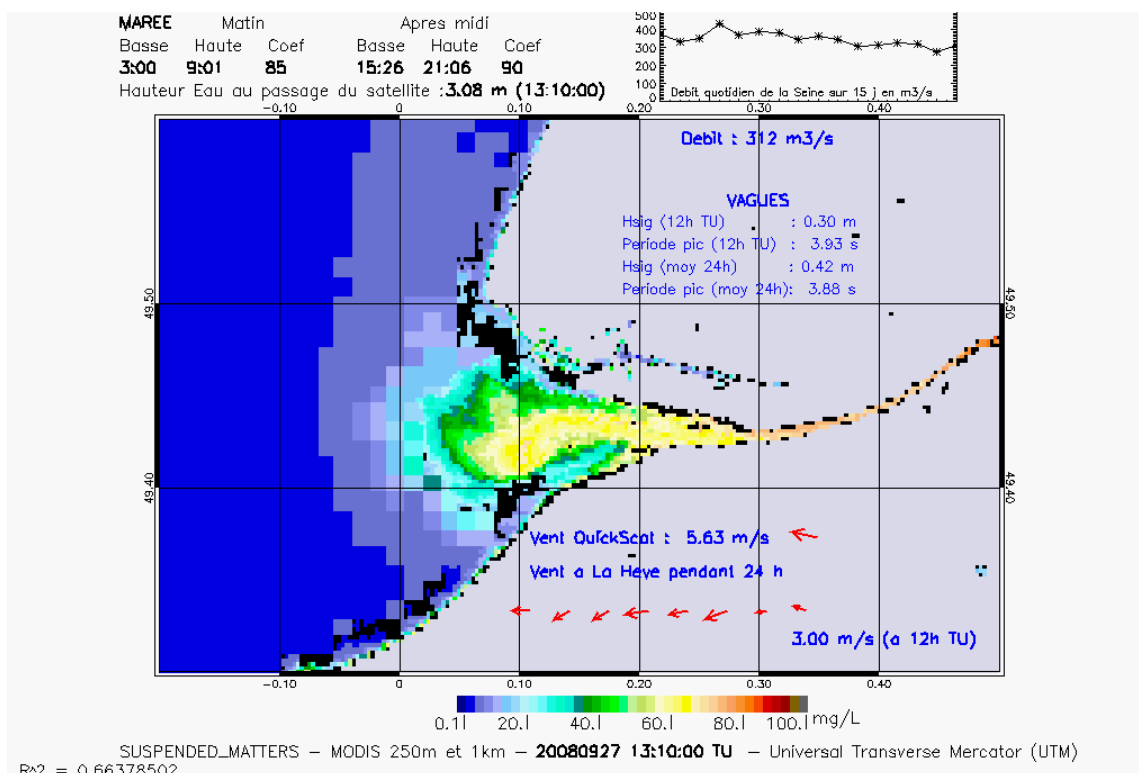 MAREE Matin Apres midi
Basse Haute Coef Basse Haute Coef
3:00 9:01 85 15:26 21:06 90
Hauteur Eau au passage du satellite :3.08 m (13:10:00)
500
400
300
200
100
0
Debit quotidien de la Seine sur 15 j en m3/s
-0.10 0 0.10 0.20 0.30 0.40
Debit : 312 m3/s
VAGUES
Hsig (12h TU) : 0.30 m
Periode pic (12h TU) : 3.93 s
Hsig (moy 24h) : 0.42 m
Periode pic (moy 24h): 3.88 s
49.50 49.50
49.40 49.40
Vent QuickScat : 5.63 m/s
Vent a La Heve pendant 24 h
3.00 m/s (a 12h TU)
-0.10 0 0.10 0.20 0.30 0.40
0.1| 20.| 40.| 60.| 80.| 100.| mg/L
SUSPENDED_MATTERS - MODIS 250m et 1km - 20080927 13:10:00 TU - Universal Transverse Mercator (UTM)
R^2 = 0.66378502